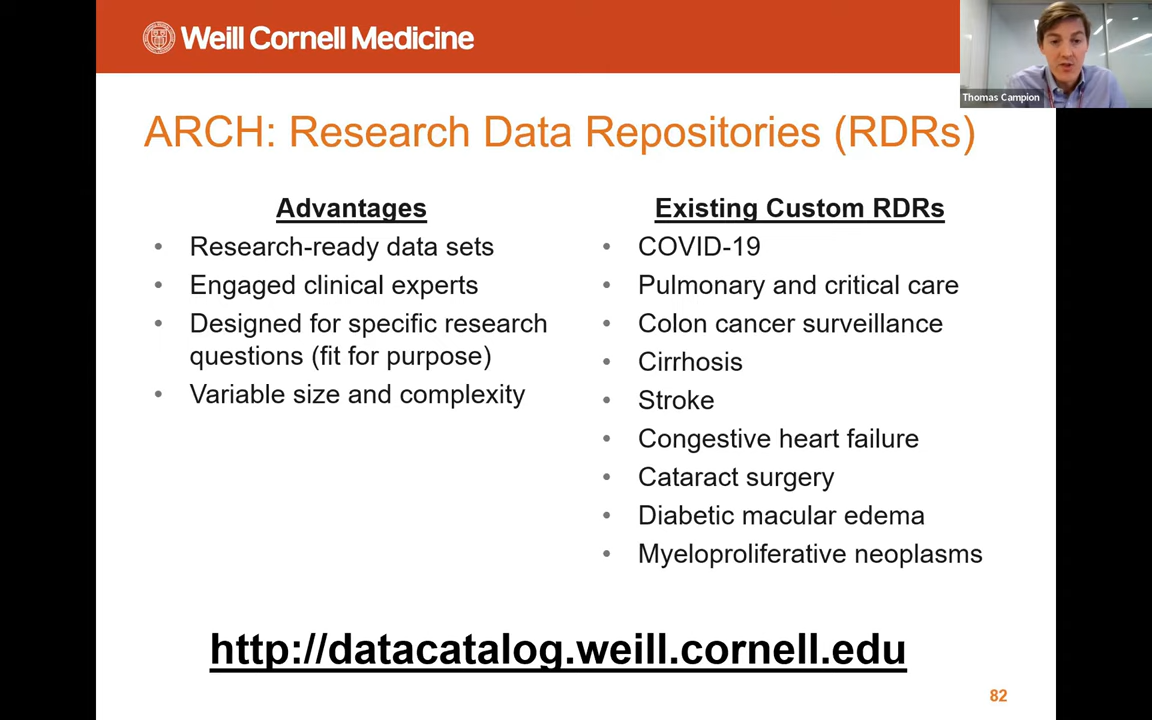 Weill Cornell Medicine
Thomas Campion
ARCH: Research Data Repositories (RDRs)
Advantages
• Research-ready data sets
• Engaged clinical experts
• Designed for specific research
questions (fit for purpose)
• Variable size and complexity
Existing Custom RDRs
• COVID-19
• Pulmonary and critical care
• Colon cancer surveillance
• Cirrhosis
• Stroke
• Congestive heart failure
• Cataract surgery
• Diabetic macular edema
• Myeloproliferative neoplasms
http://datacatalog.weill.cornell.edu
82